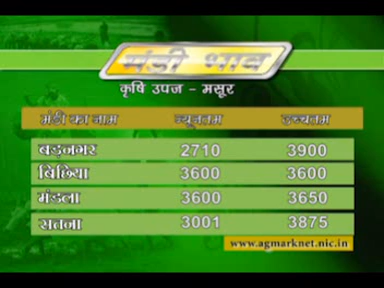 मंडी भाव
कृषि उपज - मसूर
मंडी का नाम न्यूनतम उच्चतम
बड़नगर 2710 3900
बिछिया 3600 3600
मंडला 3600 3650
सतना 3001 3875
www.agmarknet.nic.in